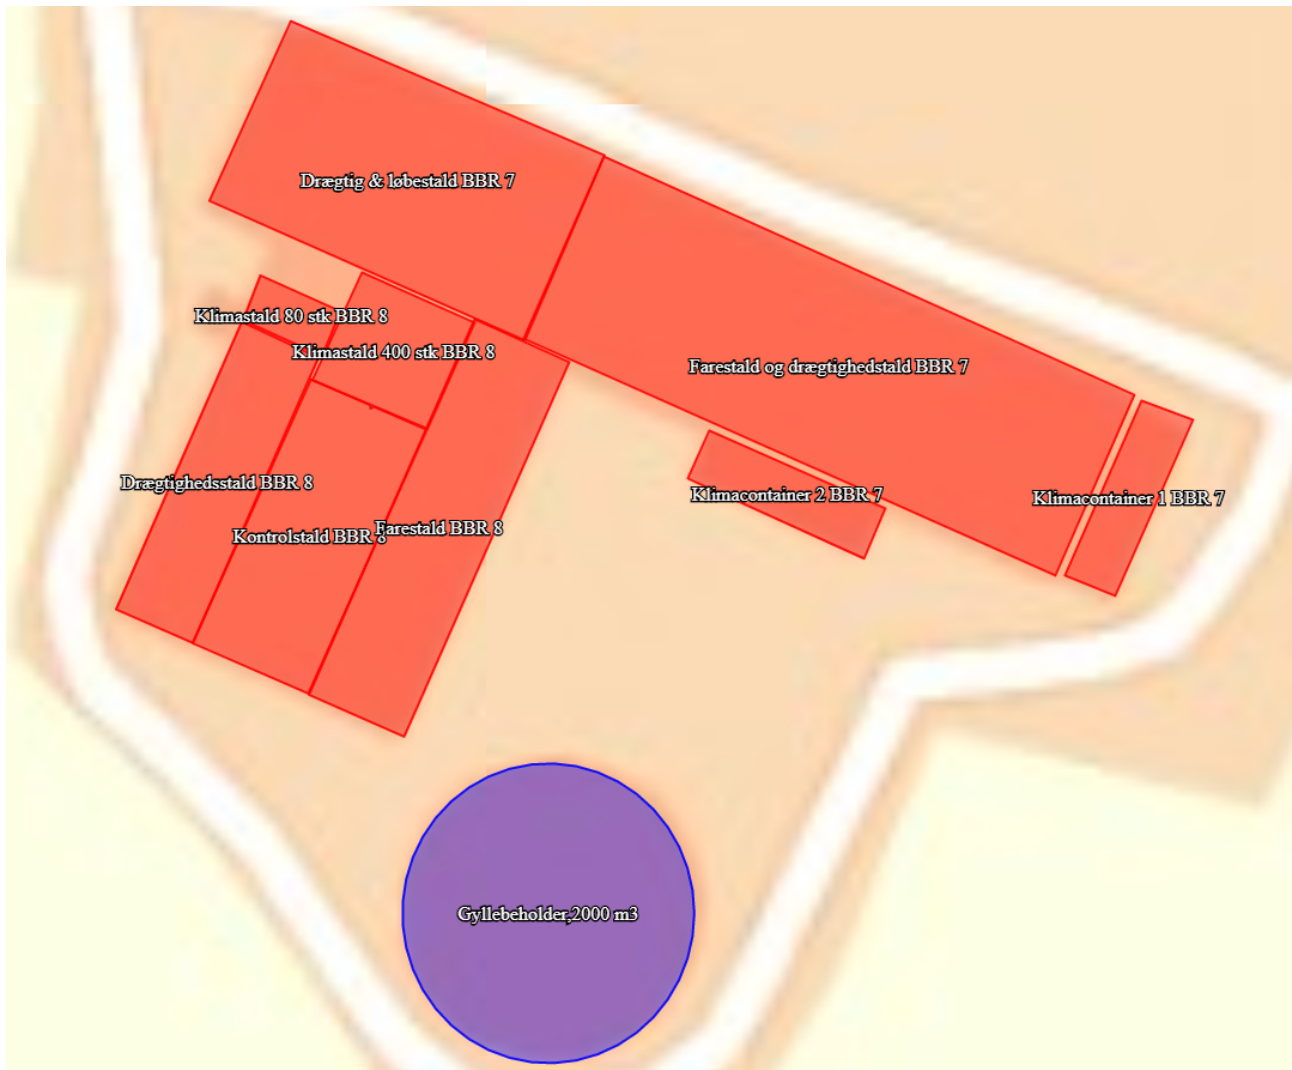 Drægtig & løbestald BBR 7
Klimastald 80 stk BBR 8
Klimastald 400 stk BBR 8
Farestald og drægtighedstald BBR 7
Drægtighedsstald BBR 8
Klimacontainer 2 BBR 7
Klimacontainer 1 BBR 7
Kontrolstald BBR 8
Farestald BBR 8
Gyllebeholder,2000 m3